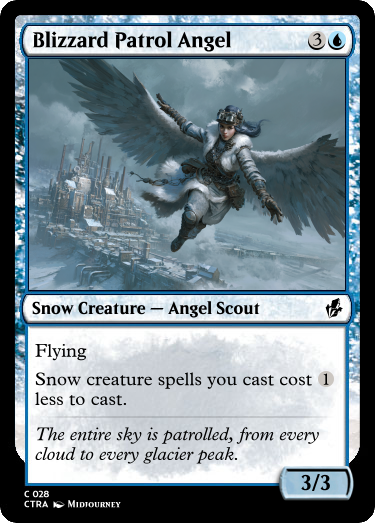 Blizzard Patrol Angel 3
Snow Creature — Angel Scout
Flying
Snow creature spells you cast cost 1
less to cast.
The entire sky is patrolled, from every
cloud to every glacier peak.
3/3
C 028
CTRA Midjourney